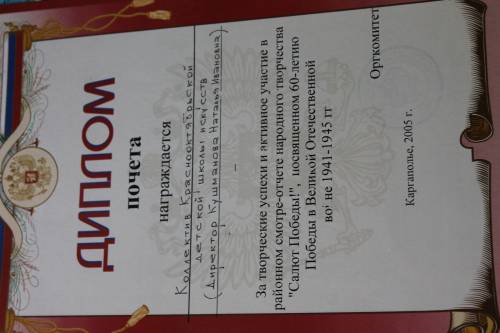 ДИПЛОМ
почета
награждается
Коллектив Краснооктябрьской
детской школы искусств
(директор Кушманова Наталья Ивановна)
За творческие успехи и активное участие в
районном смотре-отчете народного творчества
"Салют Победы!", посвященном 60-летию
Победы в Великой Отечественной
во не 1941-1945 гг
Оргкомитет
Каргаполье, 2005 г.